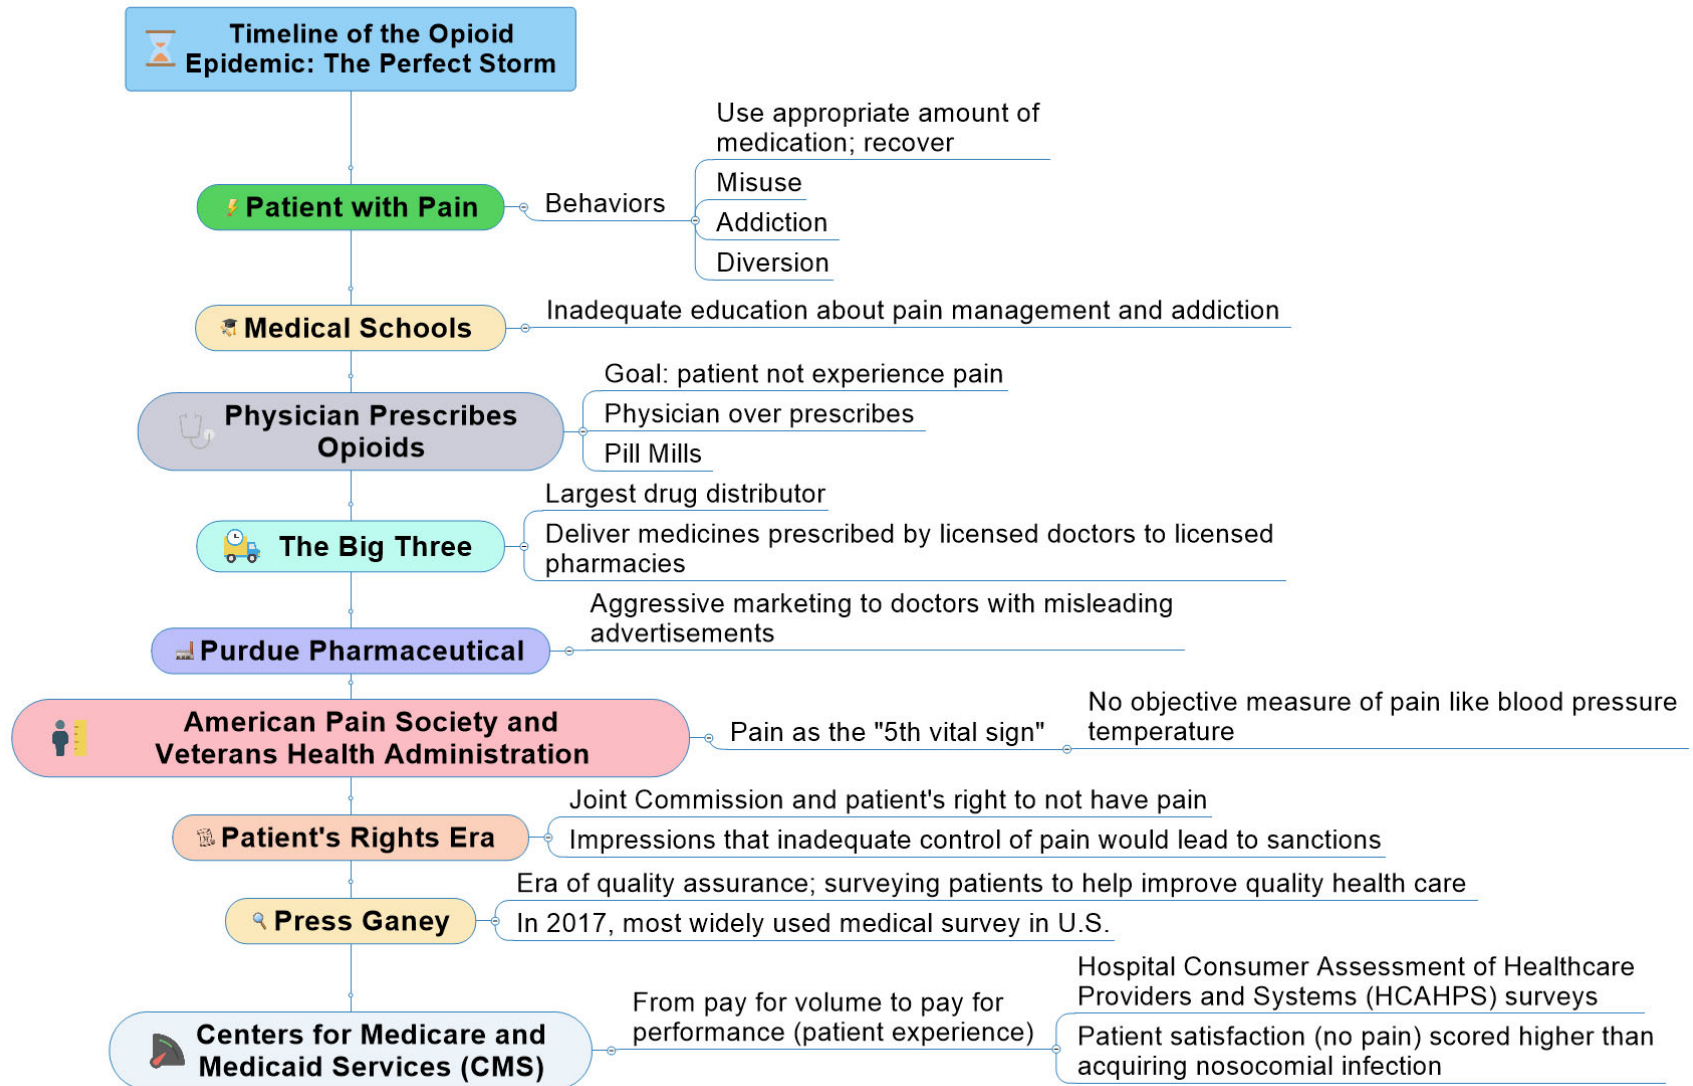 Timeline of the Opioid
Epidemic: The Perfect Storm
Patient with Pain
Behaviors
Use appropriate amount of
medication; recover
Misuse
Addiction
Diversion
Medical Schools
Inadequate education about pain management and addiction
Physician Prescribes
Opioids
Goal: patient not experience pain
Physician over prescribes
Pill Mills
The Big Three
Largest drug distributor
Deliver medicines prescribed by licensed doctors to licensed
pharmacies
Purdue Pharmaceutical
Aggressive marketing to doctors with misleading
advertisements
American Pain Society and
Veterans Health Administration
Pain as the "5th vital sign"
No objective measure of pain like blood pressure
temperature
Patient's Rights Era
Joint Commission and patient's right to not have pain
Impressions that inadequate control of pain would lead to sanctions
Press Ganey
Era of quality assurance; surveying patients to help improve quality health care
In 2017, most widely used medical survey in U.S.
Centers for Medicare and
Medicaid Services (CMS)
From pay for volume to pay for
performance (patient experience)
Hospital Consumer Assessment of Healthcare
Providers and Systems (HCAHPS) surveys
Patient satisfaction (no pain) scored higher than
acquiring nosocomial infection